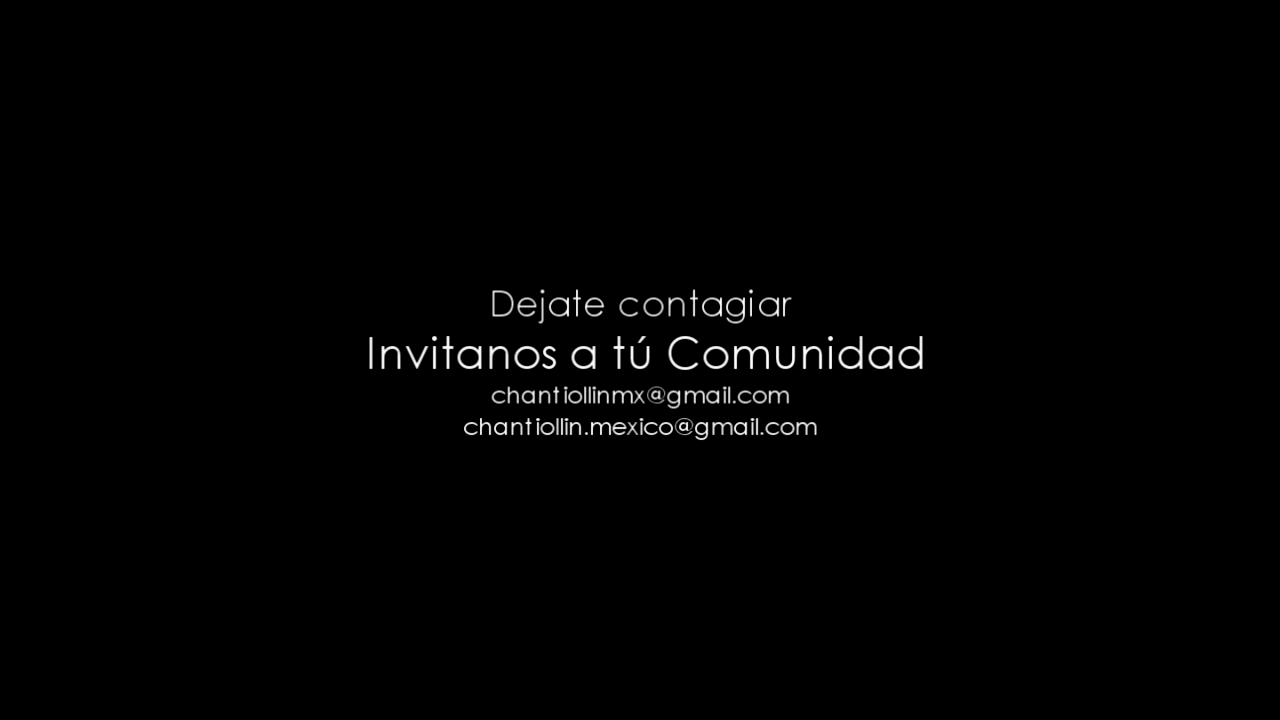 Dejate contagiar
Invitanos a tú Comunidad
chantiollinmx@gmail.com
chantiollin.mexico@gmail.com